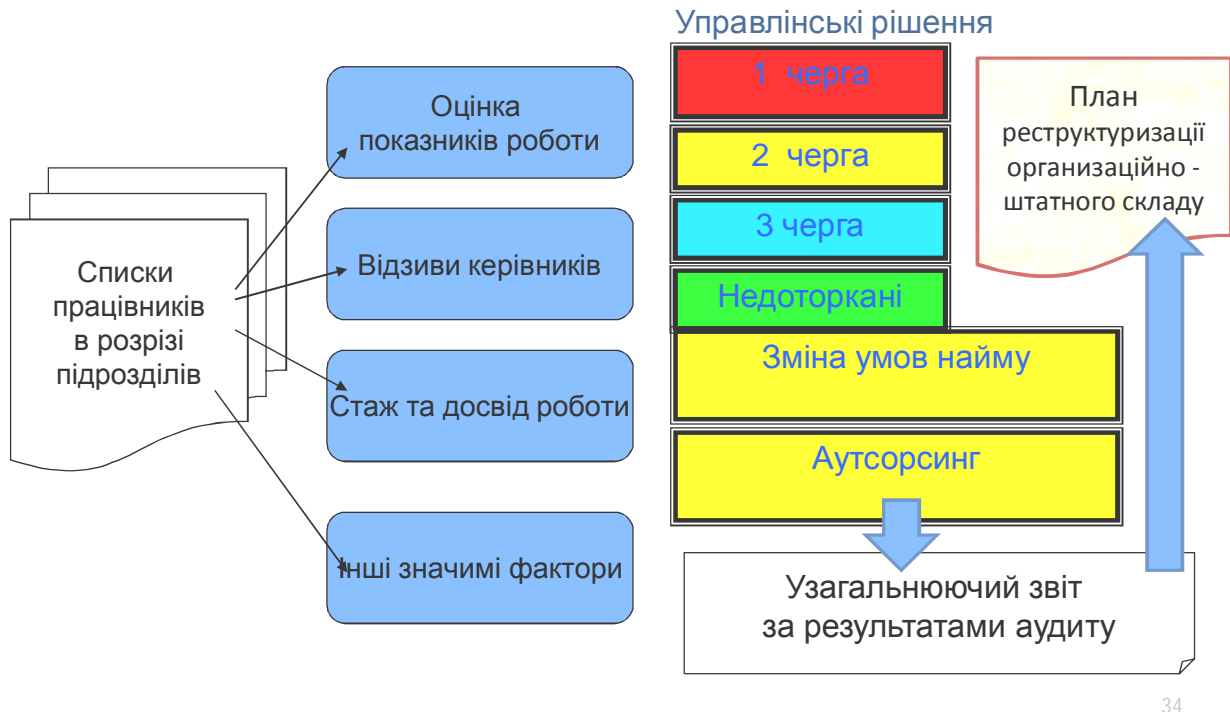 Управлінські рішення
Списки
працівників
в розрізі
підрозділів
Оцінка
показників роботи
Відзиви керівників
Стаж та досвід роботи
Інші значимі фактори
1 черга
2 черга
3 черга
Недоторкані
Зміна умов найму
Аутсорсинг
Узагальнюючий звіт
за результатами аудиту
План
реструктуризації
организаційно -
штатного складу
34